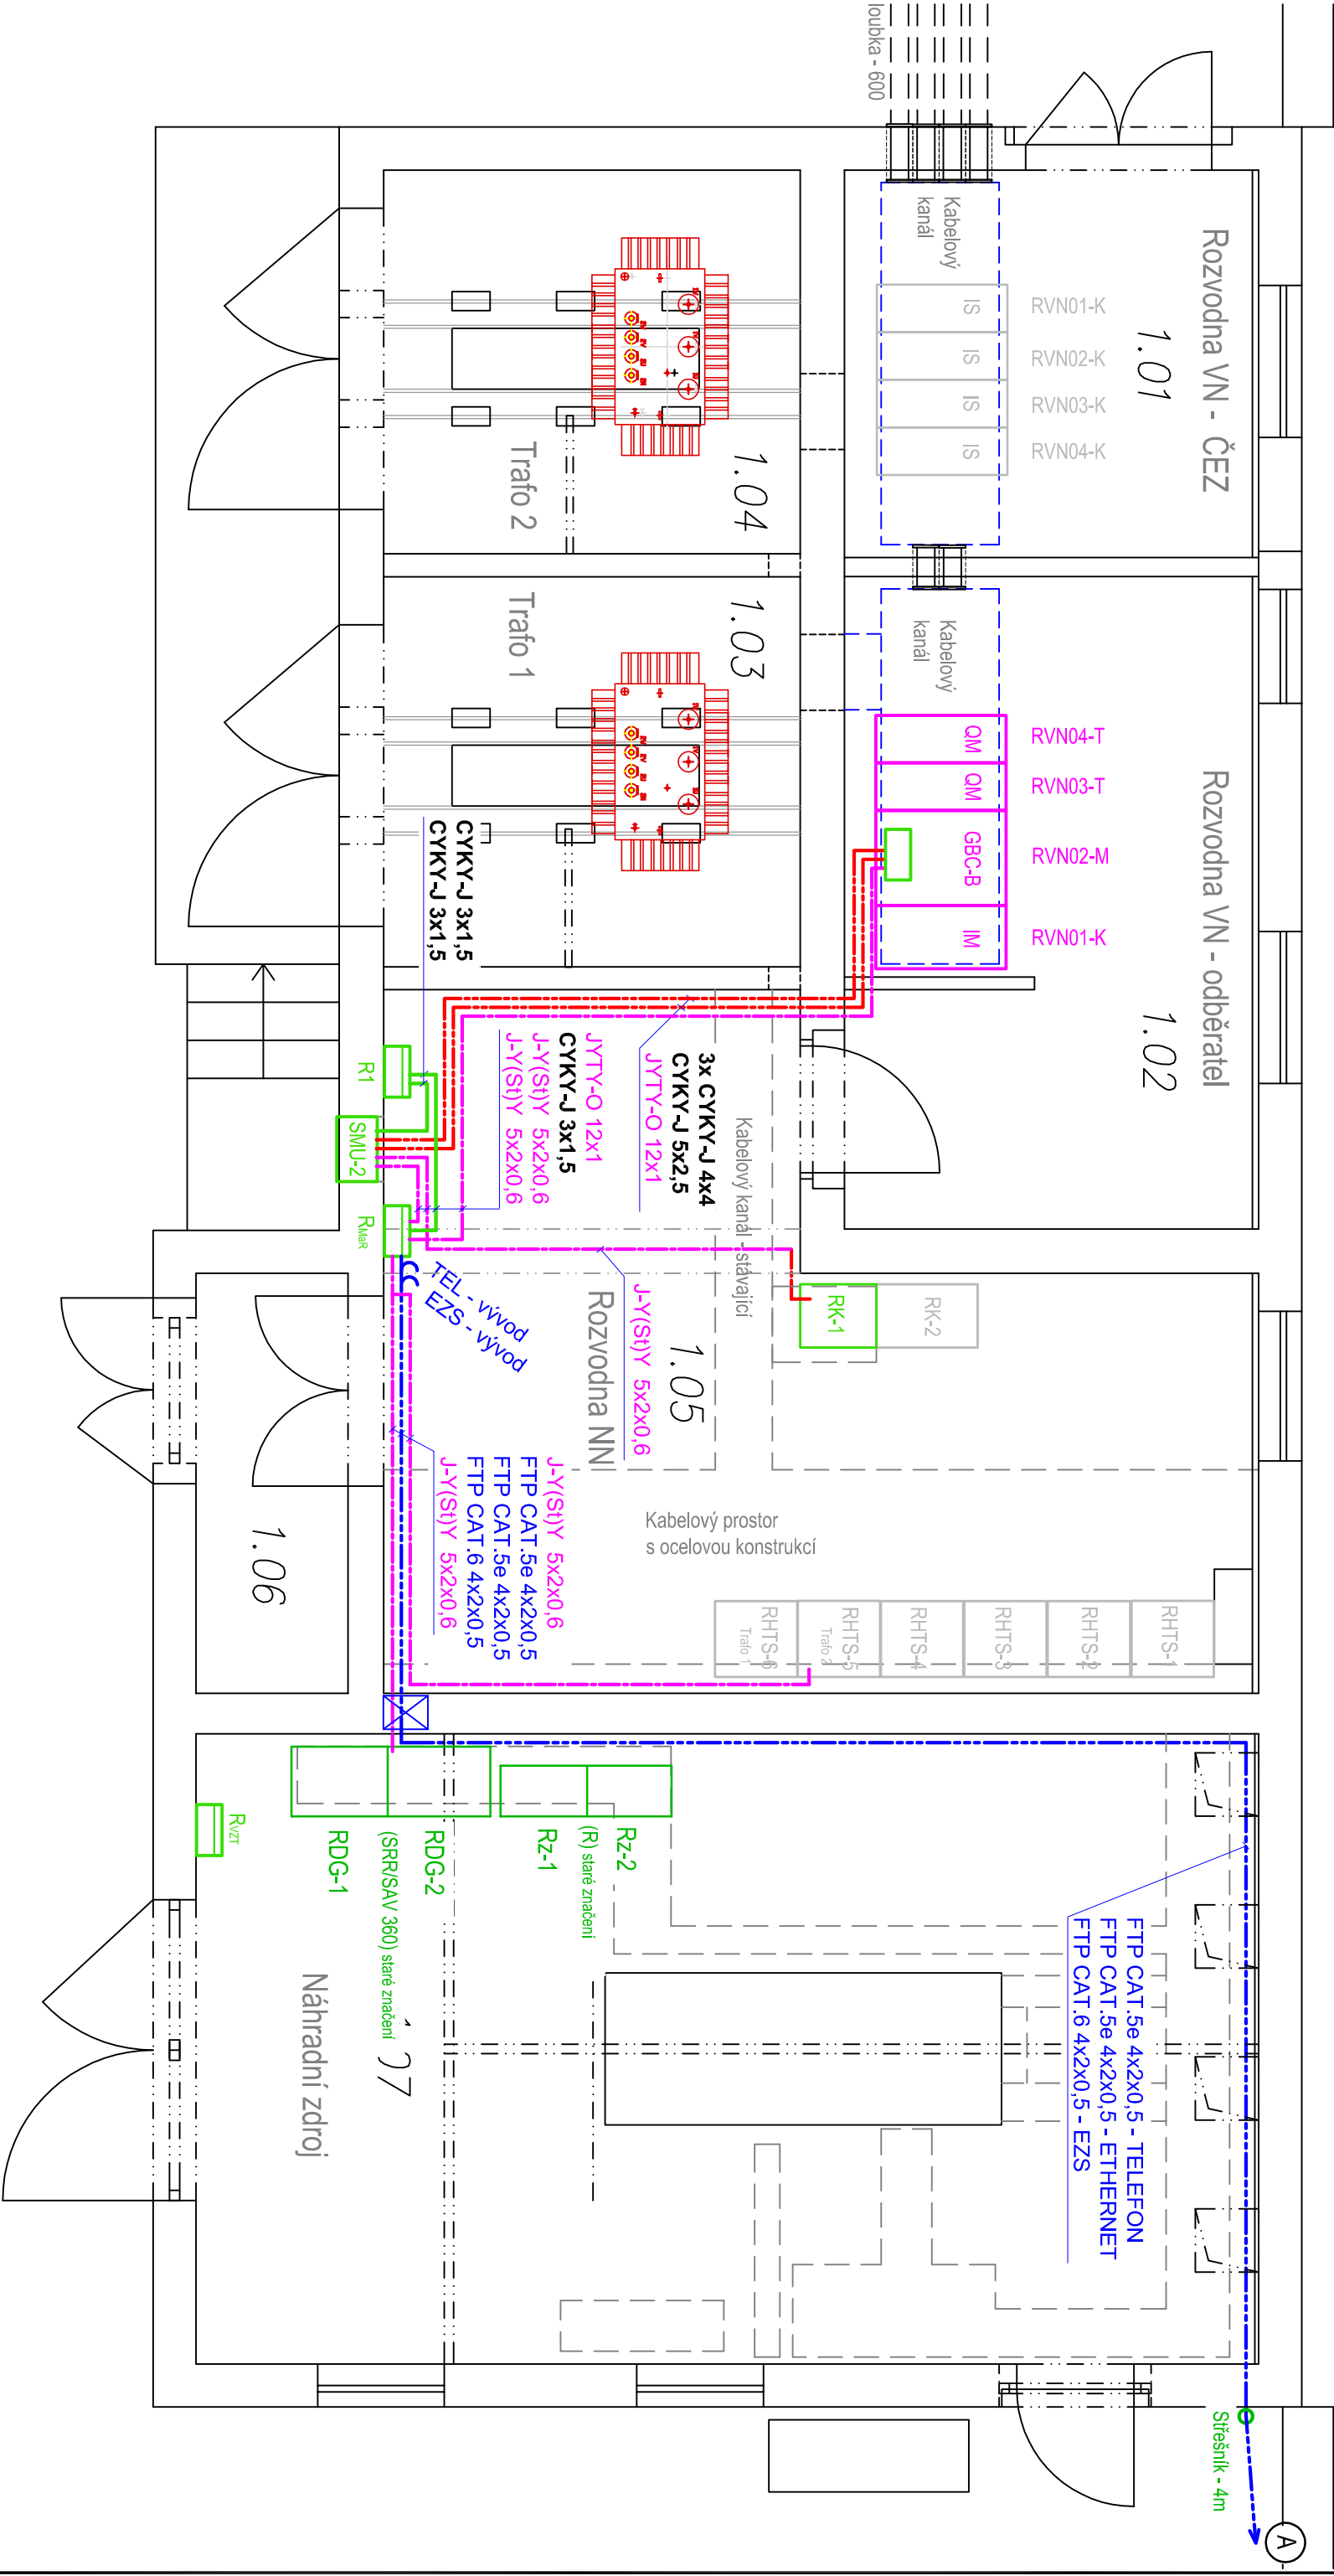 loubka - 600
Rozvodna VN - ČEZ
1.01
Kabelový
kanál
RVN01-K
RVN02-K
RVN03-K
RVN04-K
IS
IS
IS
IS
Rozvodna VN - odběratel
1.02
Kabelový
kanál
RVN04-T
RVN03-T
RVN02-M
RVN01-K
QM
QM
GBC-B
IM
1.04
Trafo 2
1.03
Trafo 1
CYKY-J 3x1,5
CYKY-J 3x1,5
3x CYKY-J 4x4
CYKY-J 5x2,5
JYTY-O 12x1
JYTY-O 12x1
CYKY-J 3x1,5
J-Y(St)Y 5x2x0,6
J-Y(St)Y 5x2x0,6
Kabelový kanál - stávající
R1
SMU-2
RMaR
TEL - vývod
EZS - vývod
RK-1
RK-2
J-Y(St)Y 5x2x0,6
1.05
Rozvodna NN
J-Y(St)Y 5x2x0,6
FTP CAT.5e 4x2x0,5
FTP CAT.5e 4x2x0,5
FTP CAT.6 4x2x0,5
J-Y(St)Y 5x2x0,6
Kabelový prostor
s ocelovou konstrukcí
1.06
RHTS-1
RHTS-2
RHTS-3
RHTS-4
RHTS-5
Trafo 2
RHTS-6
Trafo 1
Rz-2
(R) staré značení
Rz-1
RDG-2
(SRR/SAV 360) staré značení
RDG-1
RVZT
Náhradní zdroj
FTP CAT.5e 4x2x0,5 - TELEFON
FTP CAT.5e 4x2x0,5 - ETHERNET
FTP CAT.6 4x2x0,5 - EZS
Střešník - 4m
A